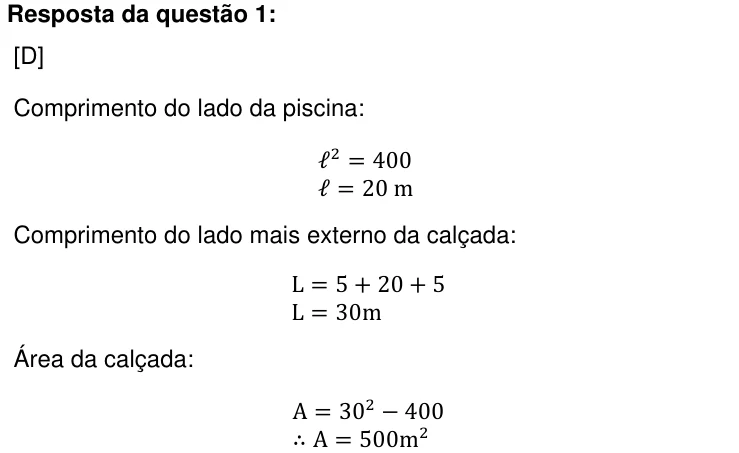 Resposta da questão 1:
[D]
Comprimento do lado da piscina:
ℓ² = 400
ℓ = 20 m
Comprimento do lado mais externo da calçada:
L = 5 + 20 + 5
L = 30m
Área da calçada:
A = 30² − 400
∴ A = 500m²